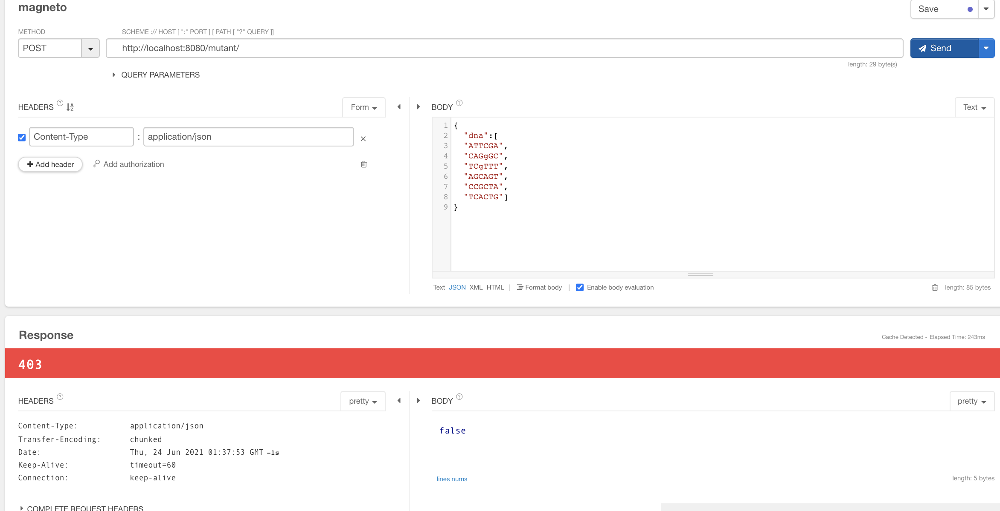 magneto
Save
METHOD
SCHEME :// HOST [ ":" PORT ] [ PATH [ "?" QUERY ]]
POST
http://localhost:8080/mutant/
Send
length: 29 byte(s)
QUERY PARAMETERS
HEADERS ? A Z
Form
Content-Type : application/json ×
+ Add header
Add authorization
BODY ?
Text
1 {
2 "dna":[
3 "ATTCGA",
4 "CAGgGC",
5 "TCgTTT",
6 "AGCAGT",
7 "CCGCTA",
8 "TCACTG"]
9 }
Text JSON XML HTML | Format body | Enable body evaluation
length: 85 bytes
Response
Cache Detected - Elapsed Time: 243ms
403
HEADERS ?
pretty
Content-Type: application/json
Transfer-Encoding: chunked
Date: Thu, 24 Jun 2021 01:37:53 GMT -1s
Keep-Alive: timeout=60
Connection: keep-alive
COMPLETE REQUEST HEADERS
BODY ?
pretty
false
lines nums
length: 5 bytes